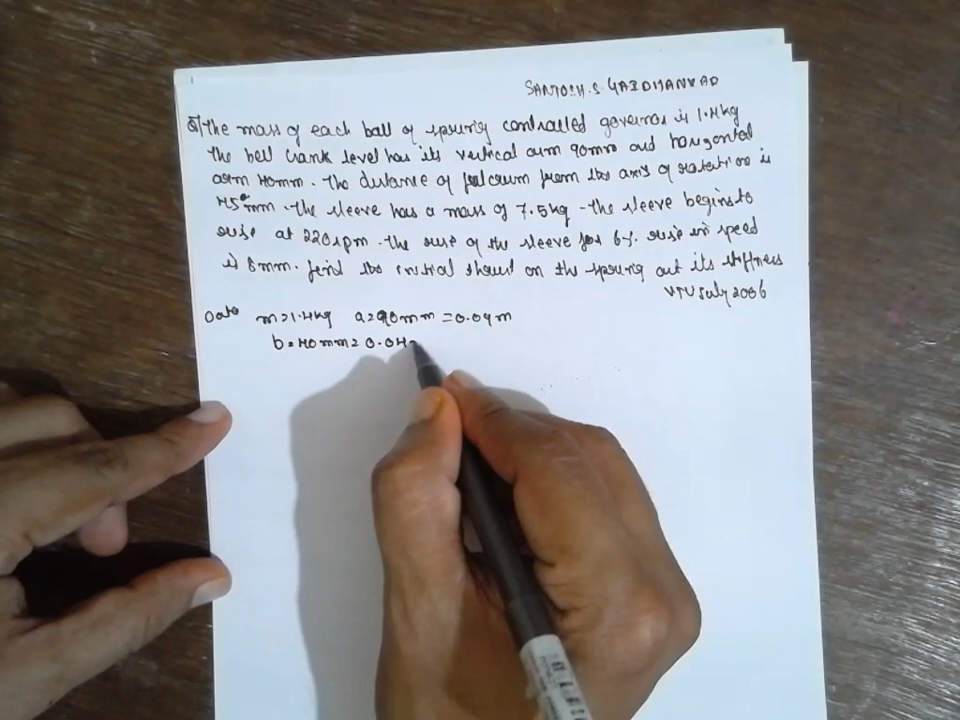 SANTOSH.S.GAIDHANKAR
Q) The mass of each ball of spring controlled governor is 1.4kg
The bell crank level has its vertical arm 90mm and horizontal
arm 40mm. The distance of fulcrum from the axis of rotation is
45mm. The sleeve has a mass of 7.5kg. The sleeve begins to
rise at 220rpm. The rise of the sleeve for 6% rise in speed
is 8mm. find the initial thrust on the spring and its stiffness
VTU July 2006
Data m=1.4kg a=90mm =0.09m
b=40mm=0.04